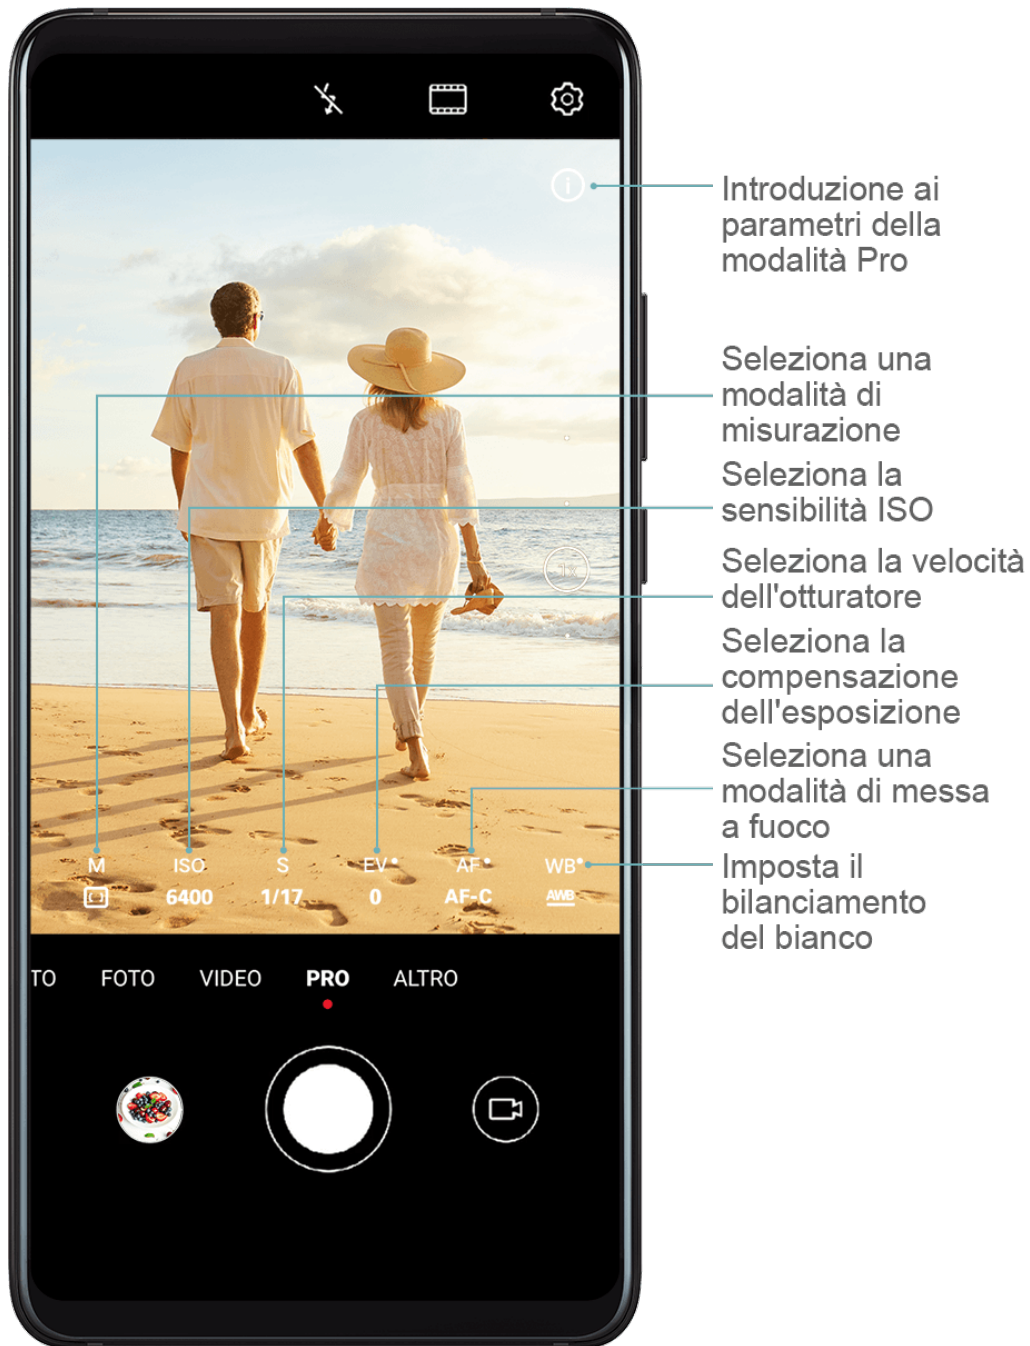 Introduzione ai
parametri della
modalità Pro
Seleziona una
modalità di
misurazione
Seleziona la
sensibilità ISO
Seleziona la velocità
dell'otturatore
Seleziona la
compensazione
dell'esposizione
Seleziona una
modalità di messa
a fuoco
Imposta il
bilanciamento
del bianco
1x
M ISO S EV AF WB
6400 1/17 0 AF-C AWB
TO FOTO VIDEO PRO ALTRO